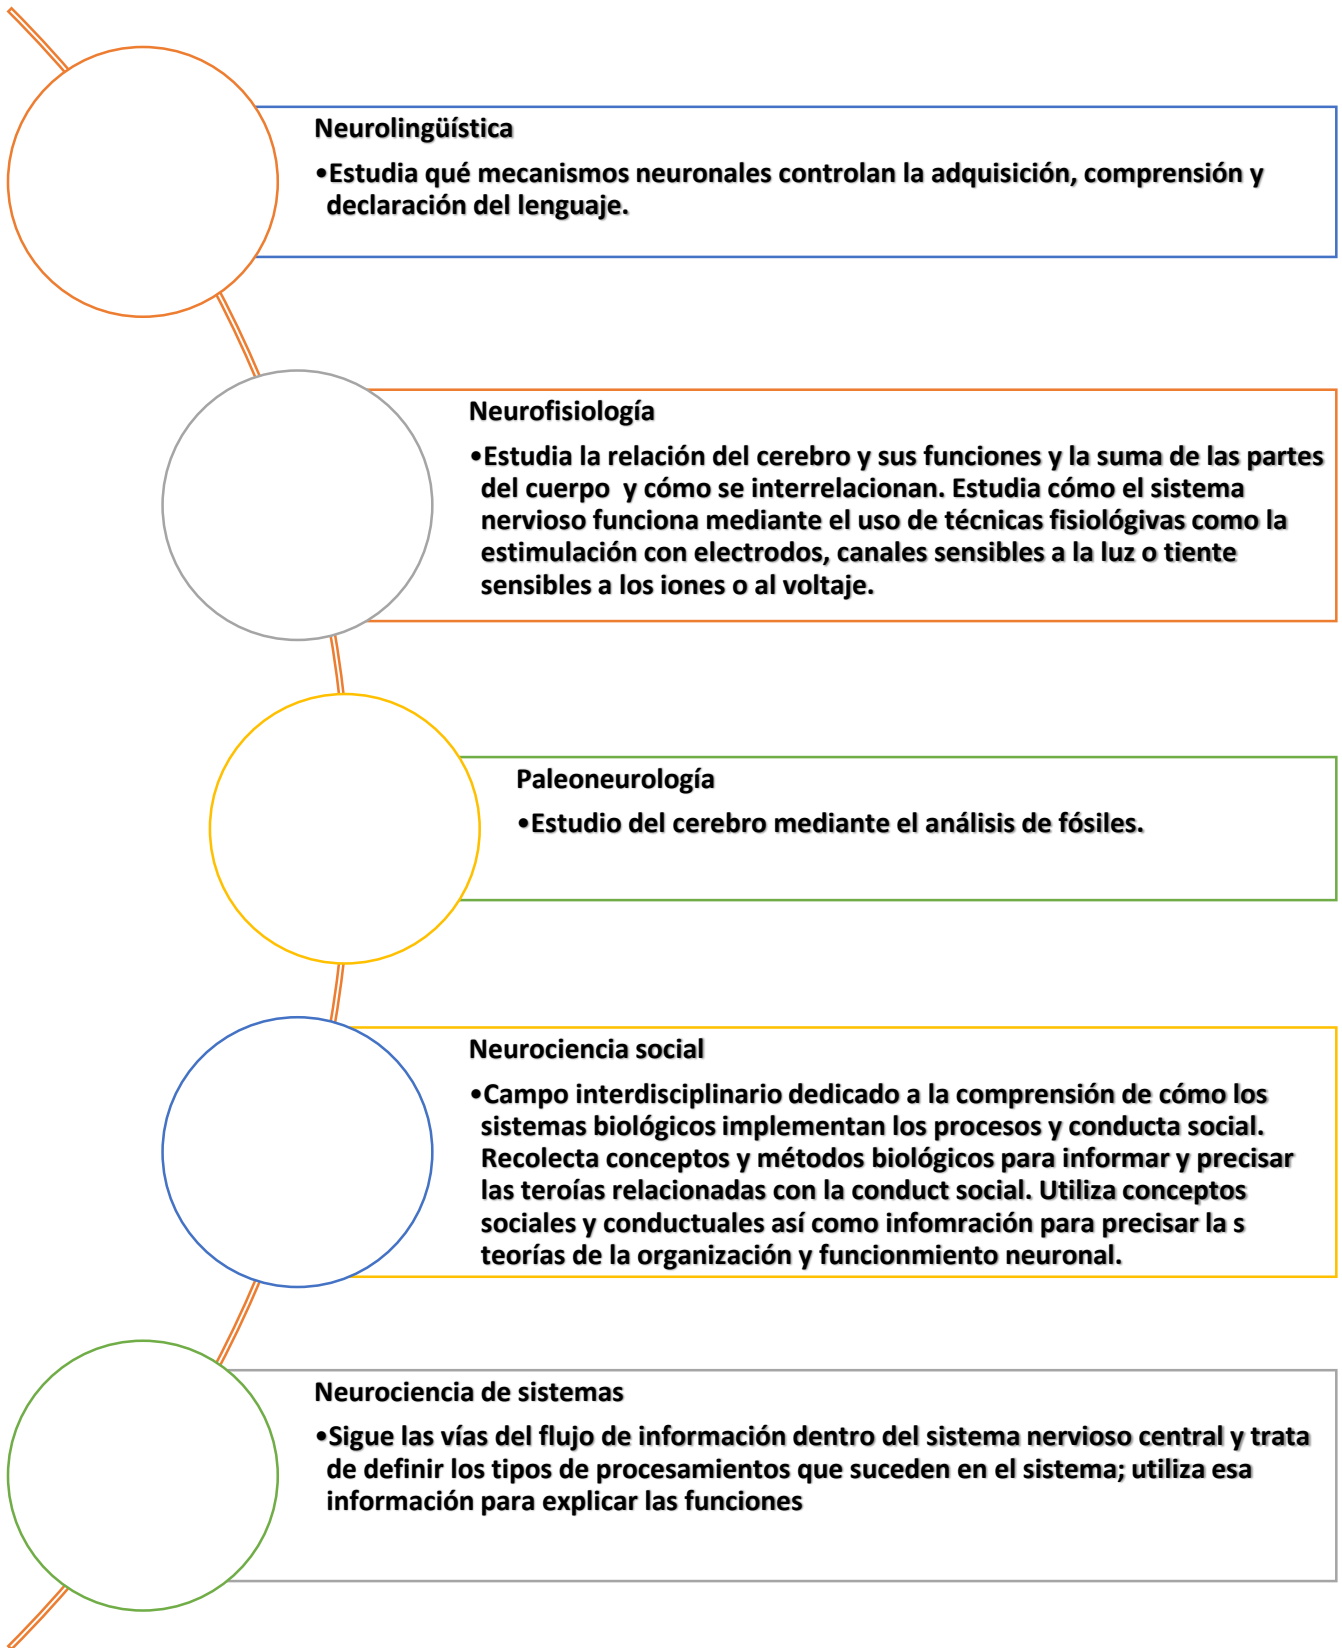 Neurolingüística
•Estudia qué mecanismos neuronales controlan la adquisición, comprensión y
declaración del lenguaje.
Neurofisiología
•Estudia la relación del cerebro y sus funciones y la suma de las partes
del cuerpo y cómo se interrelacionan. Estudia cómo el sistema
nervioso funciona mediante el uso de técnicas fisiológivas como la
estimulación con electrodos, canales sensibles a la luz o tiente
sensibles a los iones o al voltaje.
Paleoneurología
•Estudio del cerebro mediante el análisis de fósiles.
Neurociencia social
•Campo interdisciplinario dedicado a la comprensión de cómo los
sistemas biológicos implementan los procesos y conducta social.
Recolecta conceptos y métodos biológicos para informar y precisar
las teroías relacionadas con la conduct social. Utiliza conceptos
sociales y conductuales así como infomración para precisar la s
teorías de la organización y funcionmiento neuronal.
Neurociencia de sistemas
•Sigue las vías del flujo de información dentro del sistema nervioso central y trata
de definir los tipos de procesamientos que suceden en el sistema; utiliza esa
información para explicar las funciones